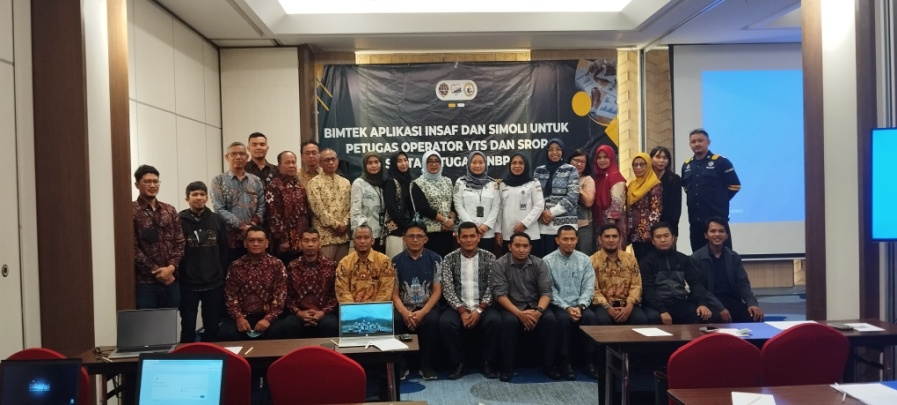 BIMTEK APLIKASI INSAF DAN SIMOLI UNTUK
PETUGAS OPERATOR VTS DAN SROP